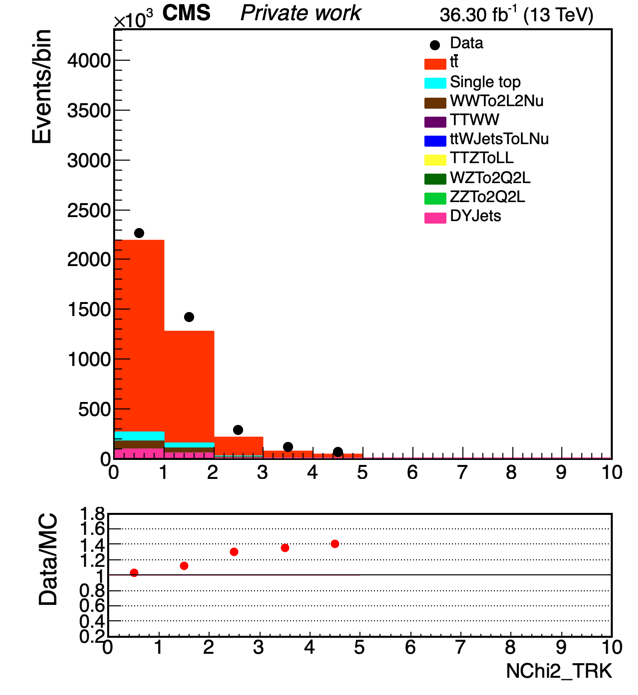 ×10³ CMS Private work 36.30 fb⁻¹ (13 TeV)
Events/bin
4000
3500
3000
2500
2000
1500
1000
500
0
Data
tt̄
Single top
WWTo2L2Nu
TTWW
ttWJetsToLNu
TTZToLL
WZTo2Q2L
ZZTo2Q2L
DYJets
0 1 2 3 4 5 6 7 8 9 10
Data/MC
1.8
1.6
1.4
1.2
1
0.8
0.6
0.4
0.2
0 1 2 3 4 5 6 7 8 9 10
NChi2_TRK